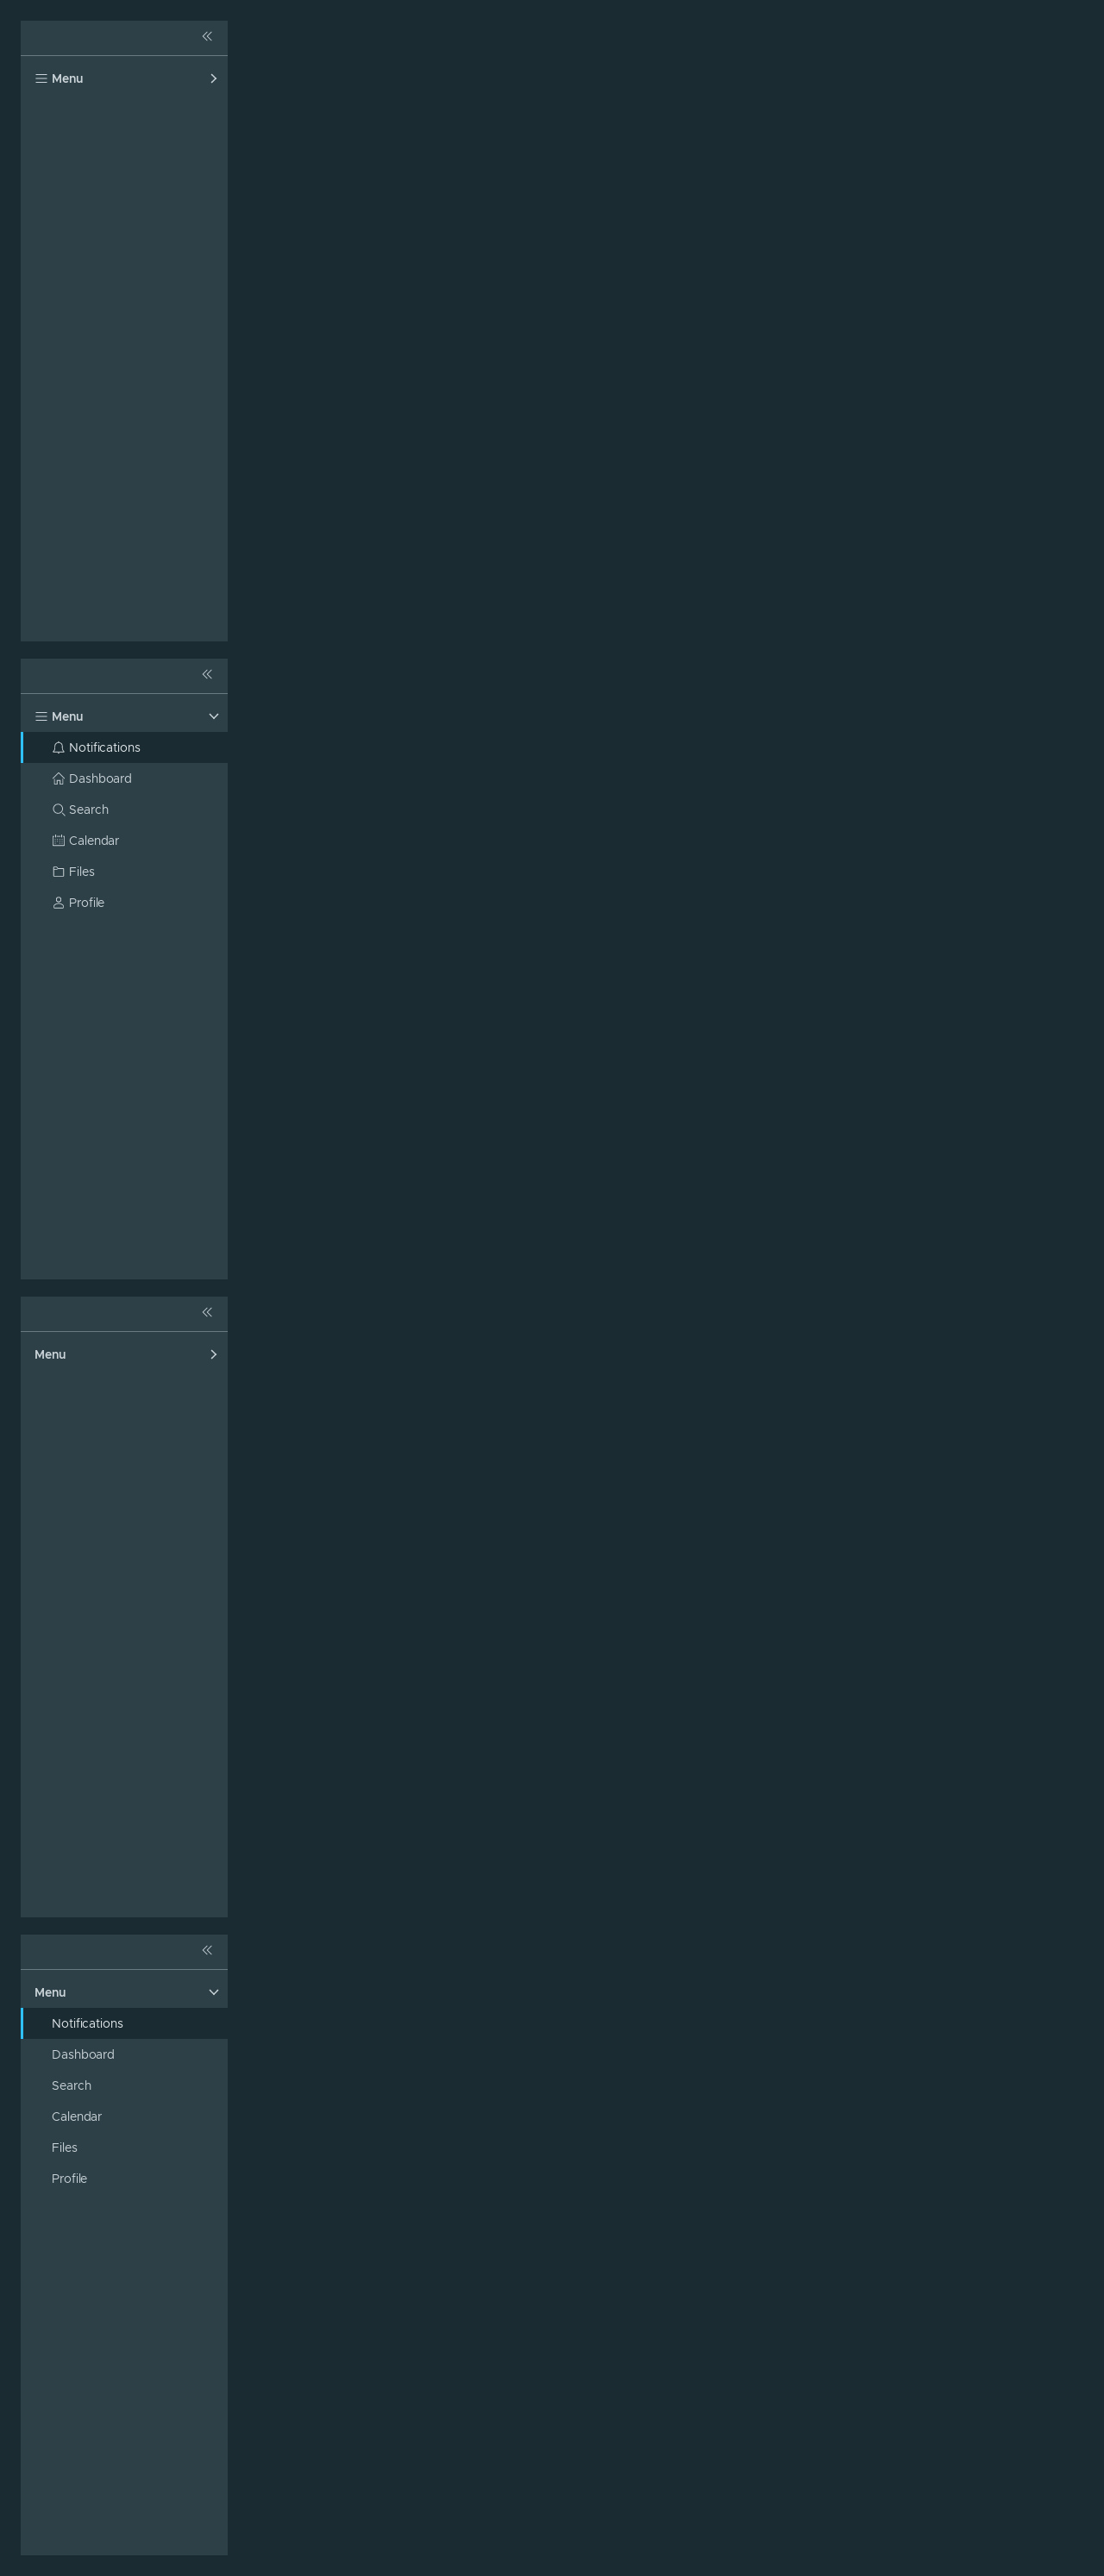 Menu
Menu
Notifications
Dashboard
Search
Calendar
Files
Profile
Menu
Menu
Notifications
Dashboard
Search
Calendar
Files
Profile